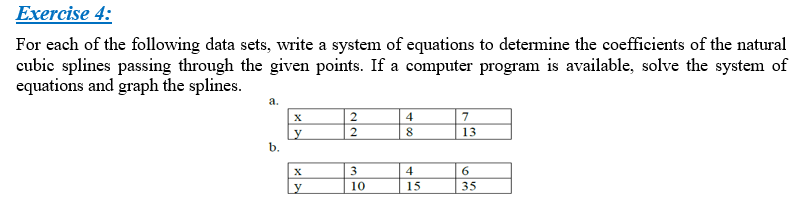 Exercise 4:
For each of the following data sets, write a system of equations to determine the coefficients of the natural
cubic splines passing through the given points. If a computer program is available, solve the system of
equations and graph the splines.
a.
x 2 4 7
y 2 8 13
b.
x 3 4 6
y 10 15 35